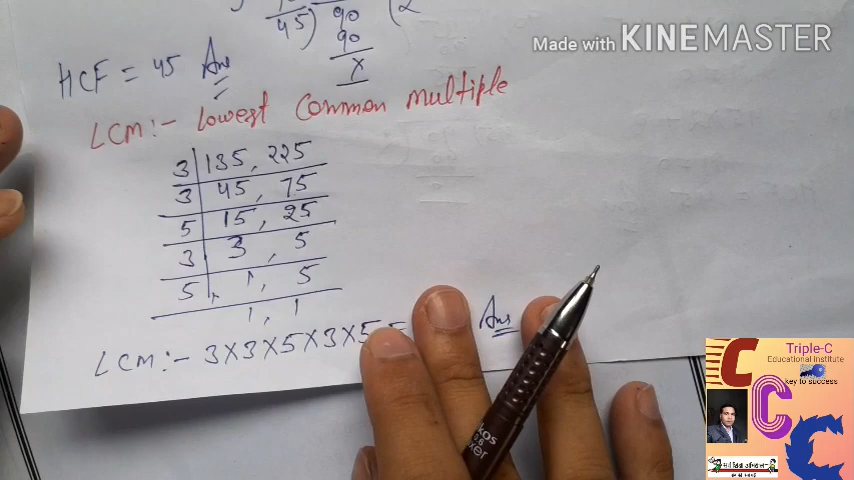 45) 90 (2
90
x
HCF = 45 Ans
LCM:- Lowest Common multiple
3 | 135, 225
3 | 45, 75
5 | 15, 25
3 | 3, 5
5 | 1, 5
1, 1
LCM:- 3X3X5X3X5 Ans
Made with KINEMASTER
Triple-C
Educational institute
key to success
C
C
C